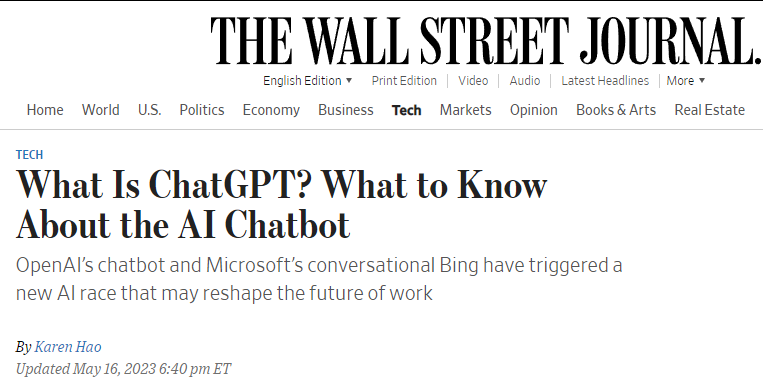 THE WALL STREET JOURNAL.
English Edition Print Edition Video Audio Latest Headlines More
Home World U.S. Politics Economy Business Tech Markets Opinion Books & Arts Real Estate
TECH
What Is ChatGPT? What to Know
About the AI Chatbot
OpenAI’s chatbot and Microsoft’s conversational Bing have triggered a
new AI race that may reshape the future of work
By Karen Hao
Updated May 16, 2023 6:40 pm ET